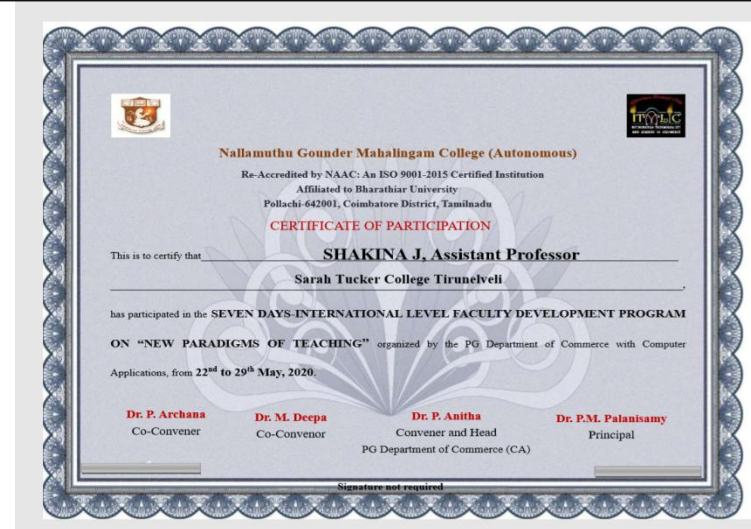 ITMLC
Nallamuthu Gounder Mahalingam College (Autonomous)
Re-Accredited by NAAC: An ISO 9001-2015 Certified Institution
Affiliated to Bharathiar University
Pollachi-642001, Coimbatore District, Tamilnadu
CERTIFICATE OF PARTICIPATION
This is to certify that SHAKINA J, Assistant Professor
Sarah Tucker College Tirunelveli
has participated in the SEVEN DAYS-INTERNATIONAL LEVEL FACULTY DEVELOPMENT PROGRAM
ON “NEW PARADIGMS OF TEACHING” organized by the PG Department of Commerce with Computer
Applications, from 22nd to 29th May, 2020.
Dr. P. Archana Dr. M. Deepa Dr. P. Anitha Dr. P.M. Palanisamy
Co-Convener Co-Convenor Convener and Head Principal
PG Department of Commerce (CA)
Signature not required